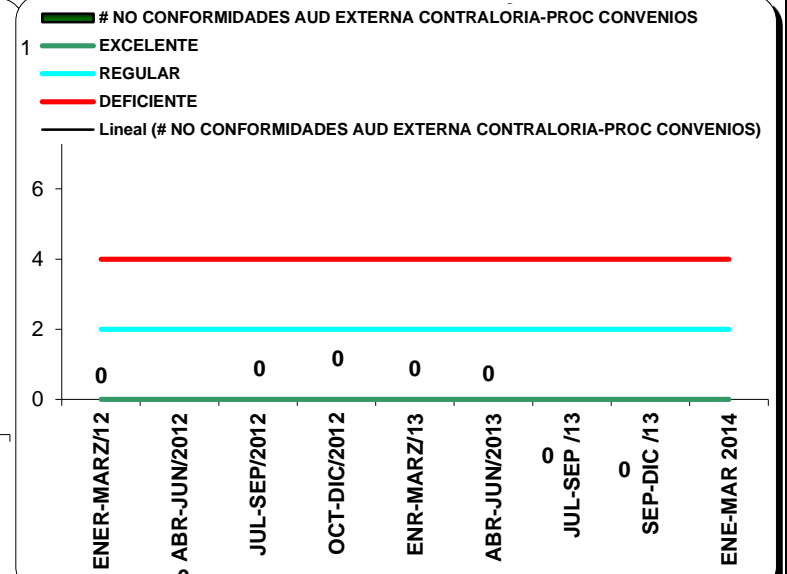 # NO CONFORMIDADES AUD EXTERNA CONTRALORIA-PROC CONVENIOS
1
EXCELENTE
REGULAR
DEFICIENTE
Lineal (# NO CONFORMIDADES AUD EXTERNA CONTRALORIA-PROC CONVENIOS)
6
4
2
0
0
0
0
0
0
0
0
ENER-MARZ/12
ABR-JUN/2012
JUL-SEP/2012
OCT-DIC/2012
ENR-MARZ/13
ABR-JUN/2013
JUL-SEP /13
SEP-DIC /13
ENE-MAR 2014